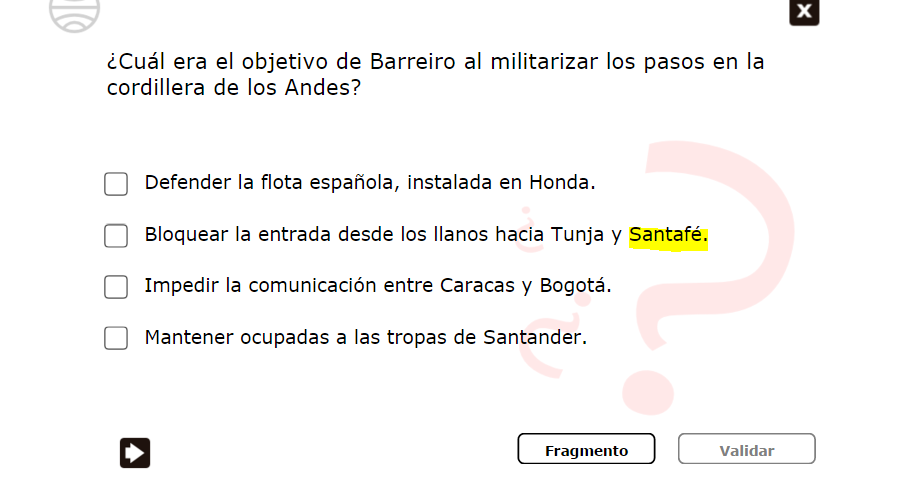 ¿Cuál era el objetivo de Barreiro al militarizar los pasos en la
cordillera de los Andes?
Defender la flota española, instalada en Honda.
Bloquear la entrada desde los llanos hacia Tunja y Santafé.
Impedir la comunicación entre Caracas y Bogotá.
Mantener ocupadas a las tropas de Santander.
Fragmento
Validar